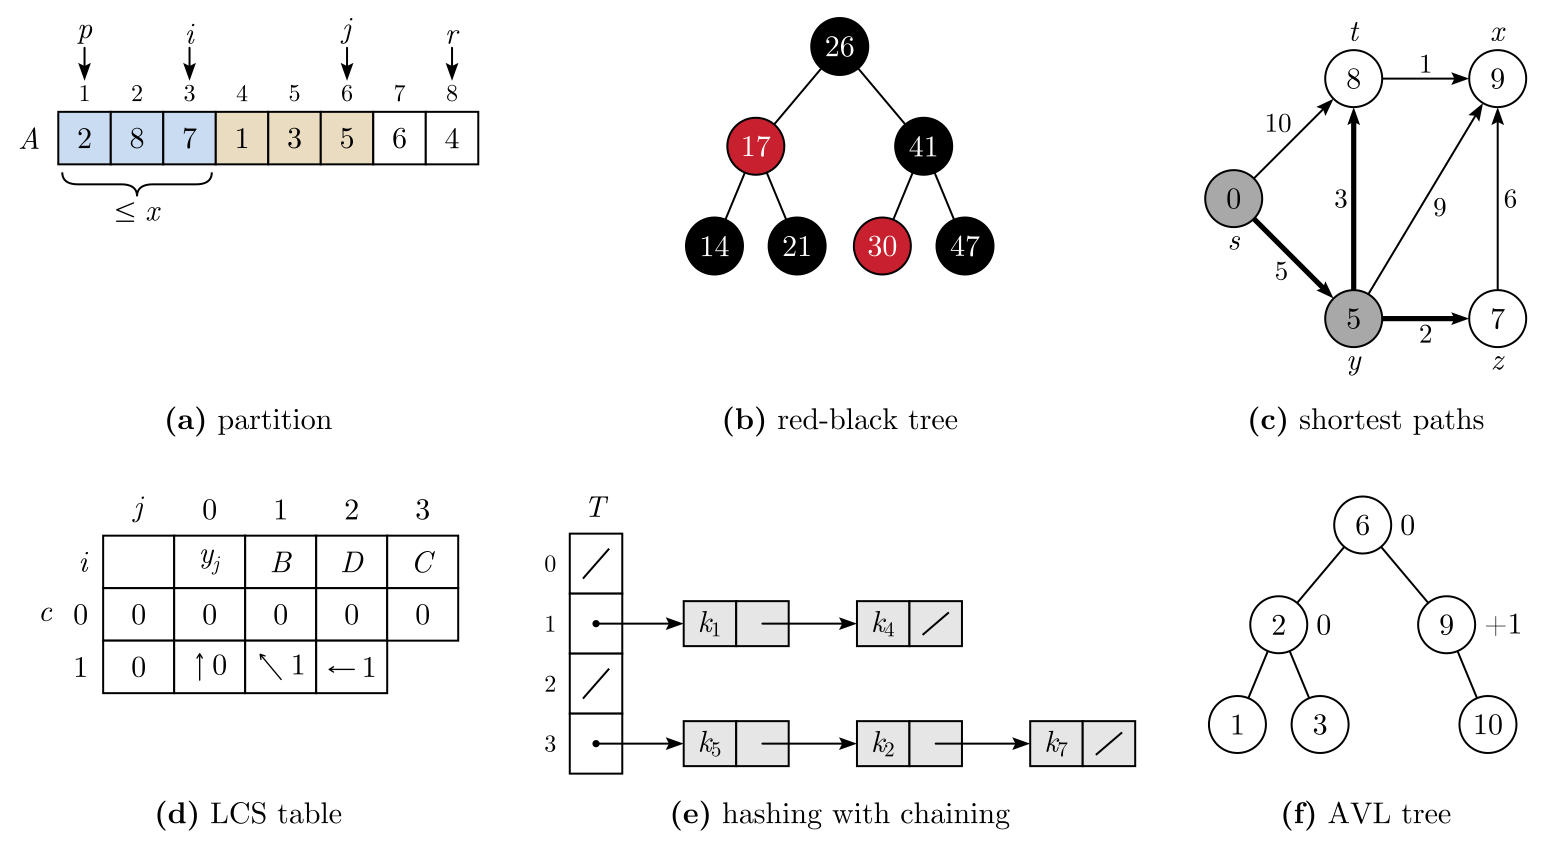 p i j r
1 2 3 4 5 6 7 8
A 2 8 7 1 3 5 6 4
≤ x
26
17 41
14 21 30 47
t x
8 1 9
10
0 3 9 6
s
5
5 2 7
y z
(a) partition
(b) red-black tree
(c) shortest paths
j 0 1 2 3
i y_j B D C
c 0 0 0 0 0 0
1 0 ↑0 ↖1 ←1
T
0
1 k_1 k_4
2
3 k_5 k_2 k_7
6 0
2 0 9 +1
1 3 10
(d) LCS table
(e) hashing with chaining
(f) AVL tree